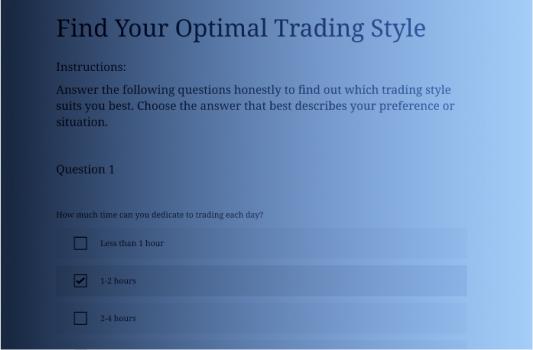 Find Your Optimal Trading Style
Instructions:
Answer the following questions honestly to find out which trading style
suits you best. Choose the answer that best describes your preference or
situation.
Question 1
How much time can you dedicate to trading each day?
Less than 1 hour
1-2 hours
2-4 hours